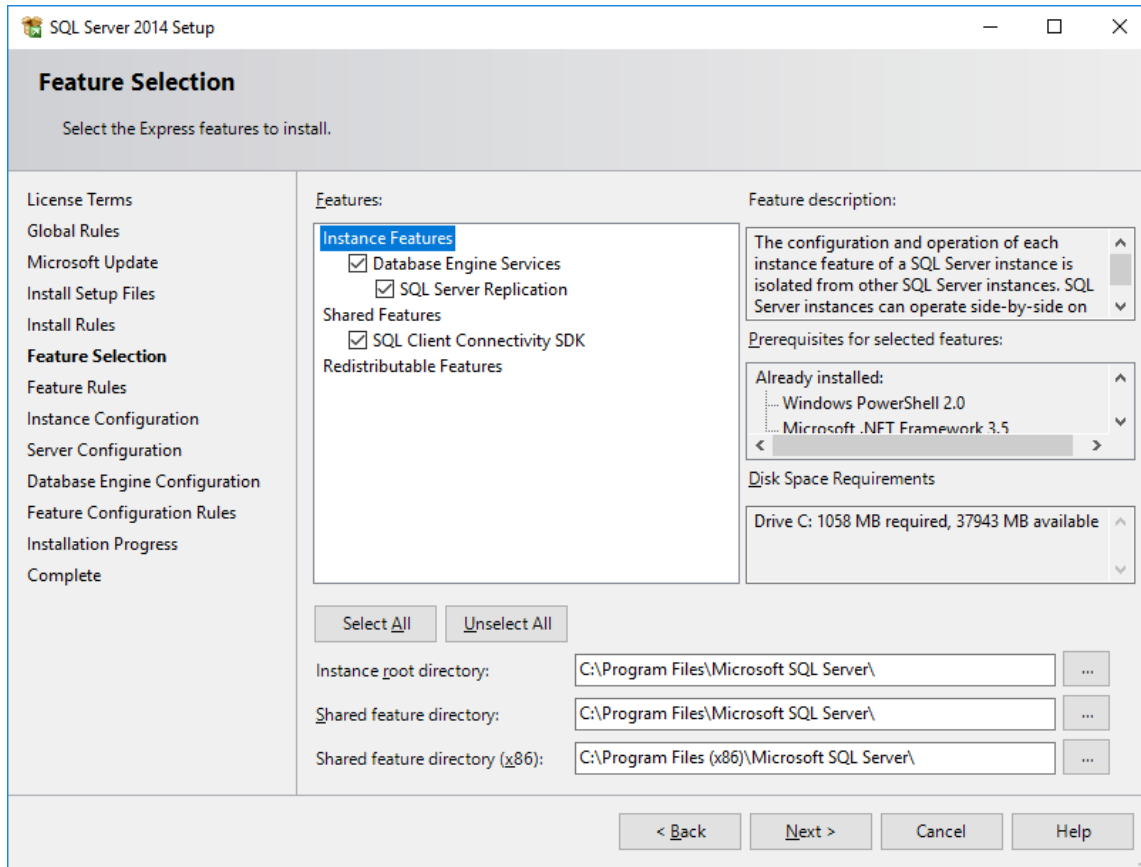 SQL Server 2014 Setup
Feature Selection
Select the Express features to install.
License Terms
Global Rules
Microsoft Update
Install Setup Files
Install Rules
Feature Selection
Feature Rules
Instance Configuration
Server Configuration
Database Engine Configuration
Feature Configuration Rules
Installation Progress
Complete
Features:
Instance Features
Database Engine Services
SQL Server Replication
Shared Features
SQL Client Connectivity SDK
Redistributable Features
Feature description:
The configuration and operation of each
instance feature of a SQL Server instance is
isolated from other SQL Server instances. SQL
Server instances can operate side-by-side on
Prerequisites for selected features:
Already installed:
Windows PowerShell 2.0
Microsoft .NET Framework 3.5
Disk Space Requirements
Drive C: 1058 MB required, 37943 MB available
Select All
Unselect All
Instance root directory:
C:\Program Files\Microsoft SQL Server\
...
Shared feature directory:
C:\Program Files\Microsoft SQL Server\
...
Shared feature directory (x86):
C:\Program Files (x86)\Microsoft SQL Server\
...
< Back
Next >
Cancel
Help